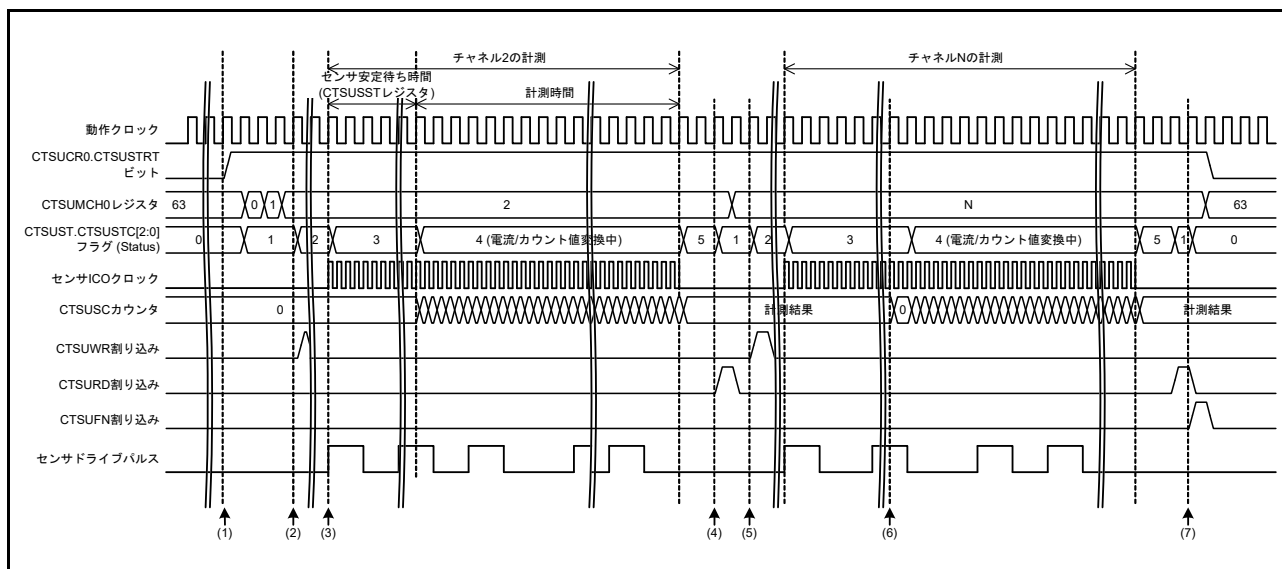 チャネル2の計測
チャネルNの計測
センサ安定待ち時間
(CTSUSSTレジスタ)
計測時間
動作クロック
CTSUCR0.CTSUSTRT
ビット
CTSUMCH0レジスタ
63
0
1
2
N
63
CTSUST.CTSUSTC[2:0]
フラグ (Status)
0
1
2
3
4 (電流/カウント値変換中)
5
1
2
3
4 (電流/カウント値変換中)
5
1
0
センサICOクロック
CTSUSCカウンタ
0
計測結果
0
計測結果
CTSUWR割り込み
CTSURD割り込み
CTSUFN割り込み
センサドライブパルス
(1)
(2)
(3)
(4)
(5)
(6)
(7)